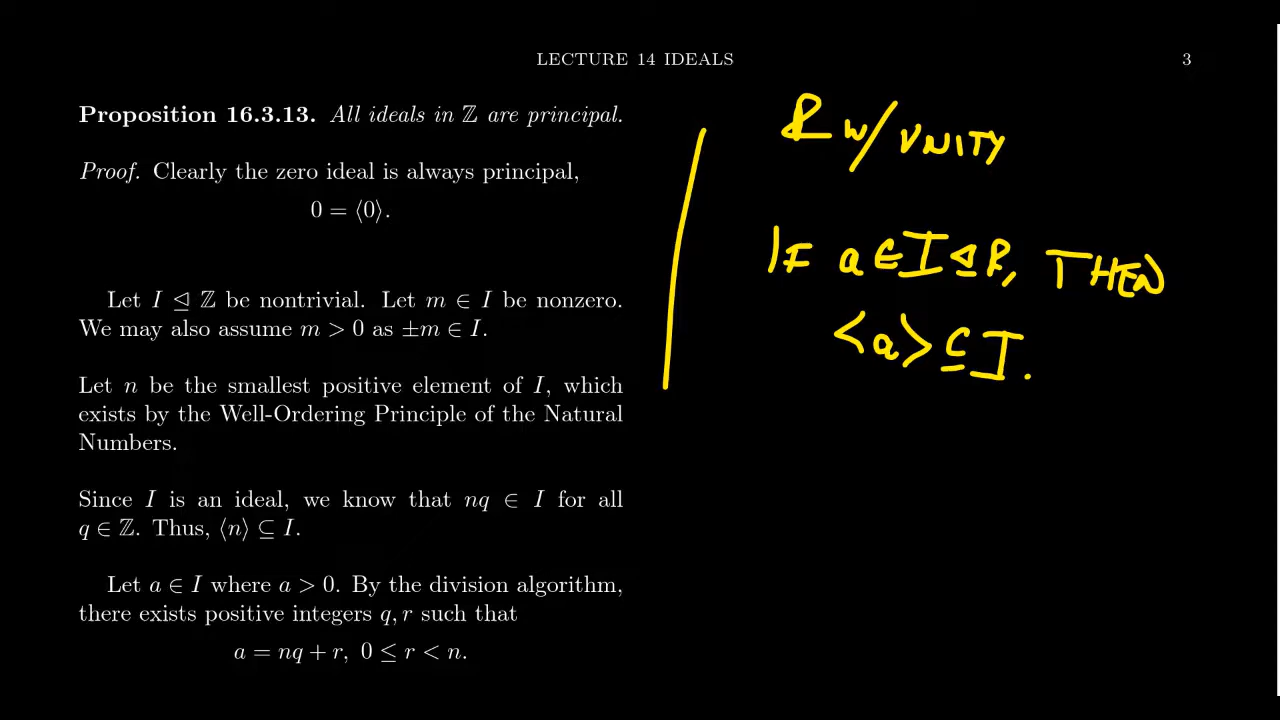 LECTURE 14 IDEALS 3
Proposition 16.3.13. All ideals in ℤ are principal.
Proof. Clearly the zero ideal is always principal,
0 = ⟨0⟩.
Let I ⊴ ℤ be nontrivial. Let m ∈ I be nonzero.
We may also assume m > 0 as ±m ∈ I.
Let n be the smallest positive element of I, which
exists by the Well-Ordering Principle of the Natural
Numbers.
Since I is an ideal, we know that nq ∈ I for all
q ∈ ℤ. Thus, ⟨n⟩ ⊆ I.
Let a ∈ I where a > 0. By the division algorithm,
there exists positive integers q, r such that
a = nq + r, 0 ≤ r < n.
R w/ UNITY
IF a ∈ I ⊴ R, THEN
<a> ⊆ I.